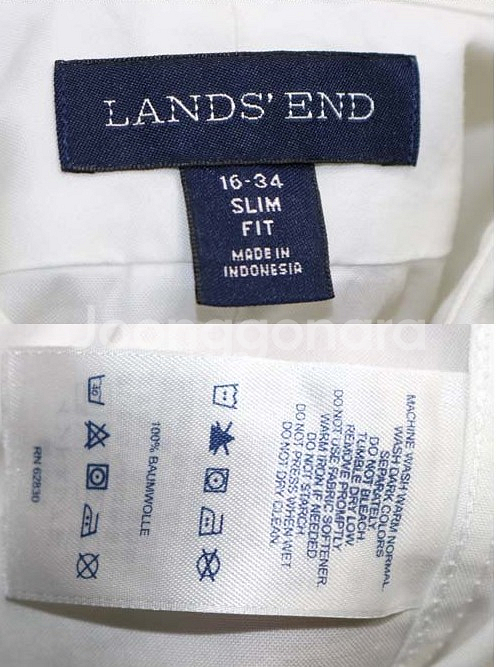 LANDS' END
16-34
SLIM
FIT
MADE IN
INDONESIA
Joonggonara
MACHINE WASH WARM NORMAL
WASH DARK AND
SEPARATELY
DO NOT BLEACH
TUMBLE DRY LOW.
REMOVE PROMPTLY
DO NOT USE FABRIC SOFTENER.
WARM IRON IF NEEDED
DO NOT STARCH
DO NOT PRESS WHEN WET
DO NOT DRY CLEAN.
100% BAUMWOLLE
40
RN 62830